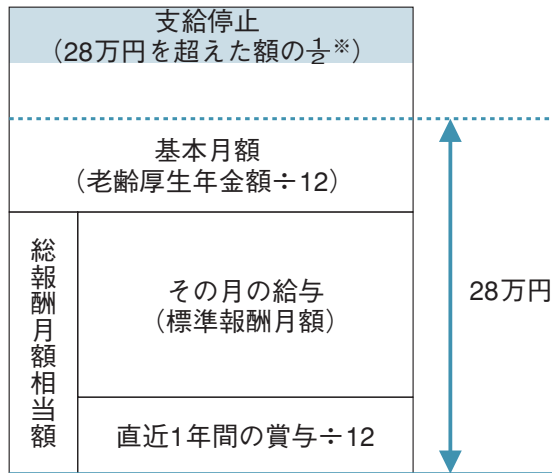 支給停止
（28万円を超えた額の1/2※）
基本月額
（老齢厚生年金額÷12）
総報酬月額相当額
その月の給与
（標準報酬月額）
直近1年間の賞与÷12
28万円